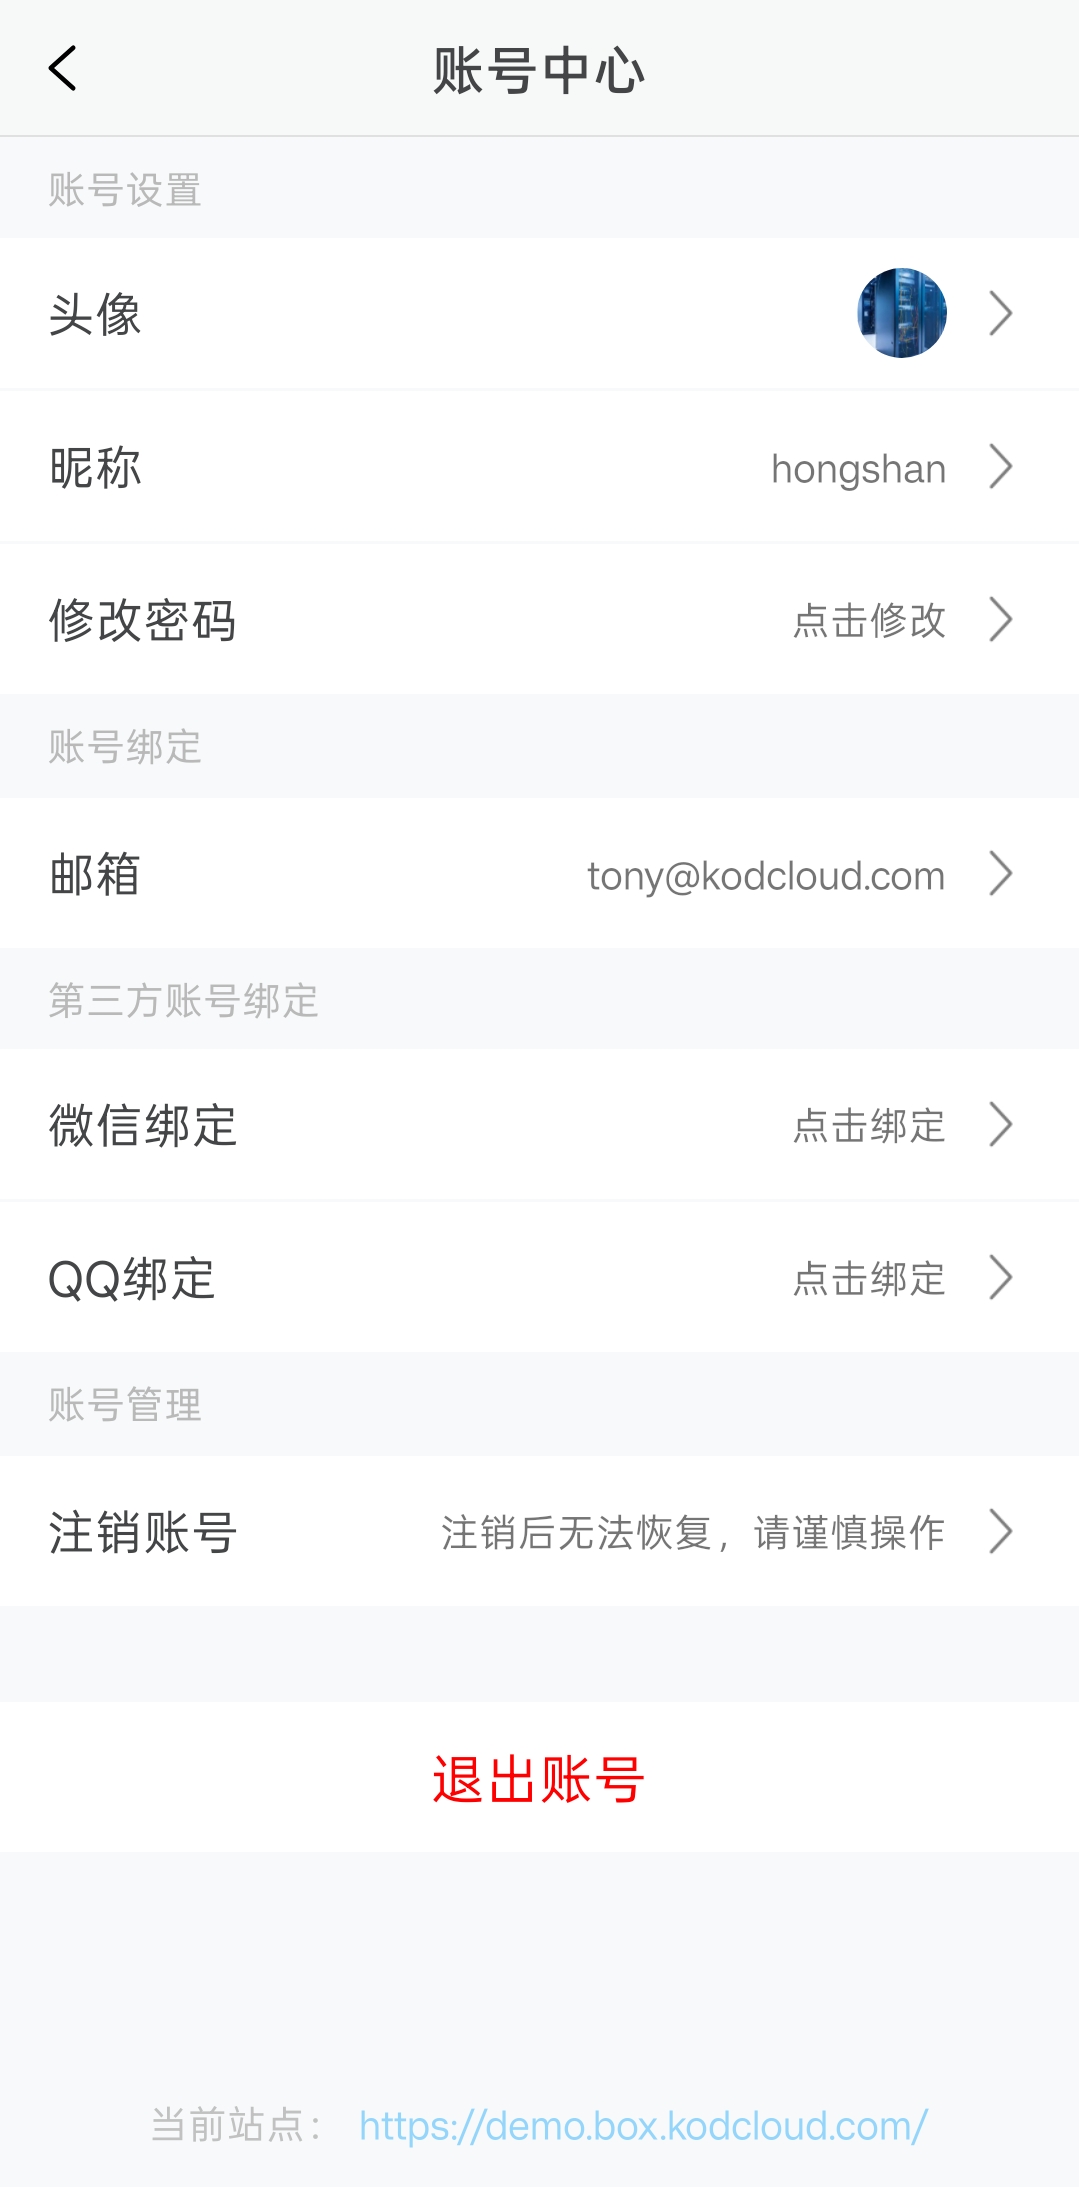 账号中心
账号设置
头像
昵称 hongshan
修改密码 点击修改
账号绑定
邮箱 tony@kodcloud.com
第三方账号绑定
微信绑定 点击绑定
QQ绑定 点击绑定
账号管理
注销账号 注销后无法恢复，请谨慎操作
退出账号
当前站点： https://demo.box.kodcloud.com/